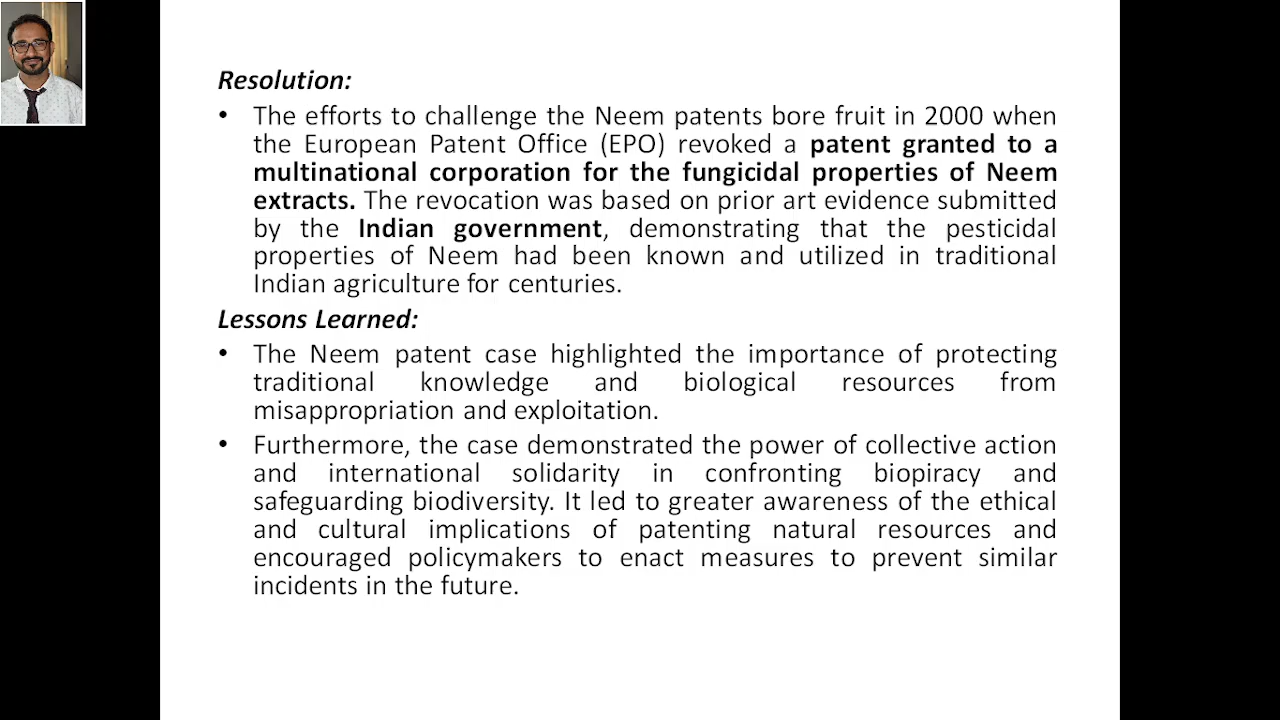 Resolution:
• The efforts to challenge the Neem patents bore fruit in 2000 when
the European Patent Office (EPO) revoked a patent granted to a
multinational corporation for the fungicidal properties of Neem
extracts. The revocation was based on prior art evidence submitted
by the Indian government, demonstrating that the pesticidal
properties of Neem had been known and utilized in traditional
Indian agriculture for centuries.
Lessons Learned:
• The Neem patent case highlighted the importance of protecting
traditional knowledge and biological resources from
misappropriation and exploitation.
• Furthermore, the case demonstrated the power of collective action
and international solidarity in confronting biopiracy and
safeguarding biodiversity. It led to greater awareness of the ethical
and cultural implications of patenting natural resources and
encouraged policymakers to enact measures to prevent similar
incidents in the future.